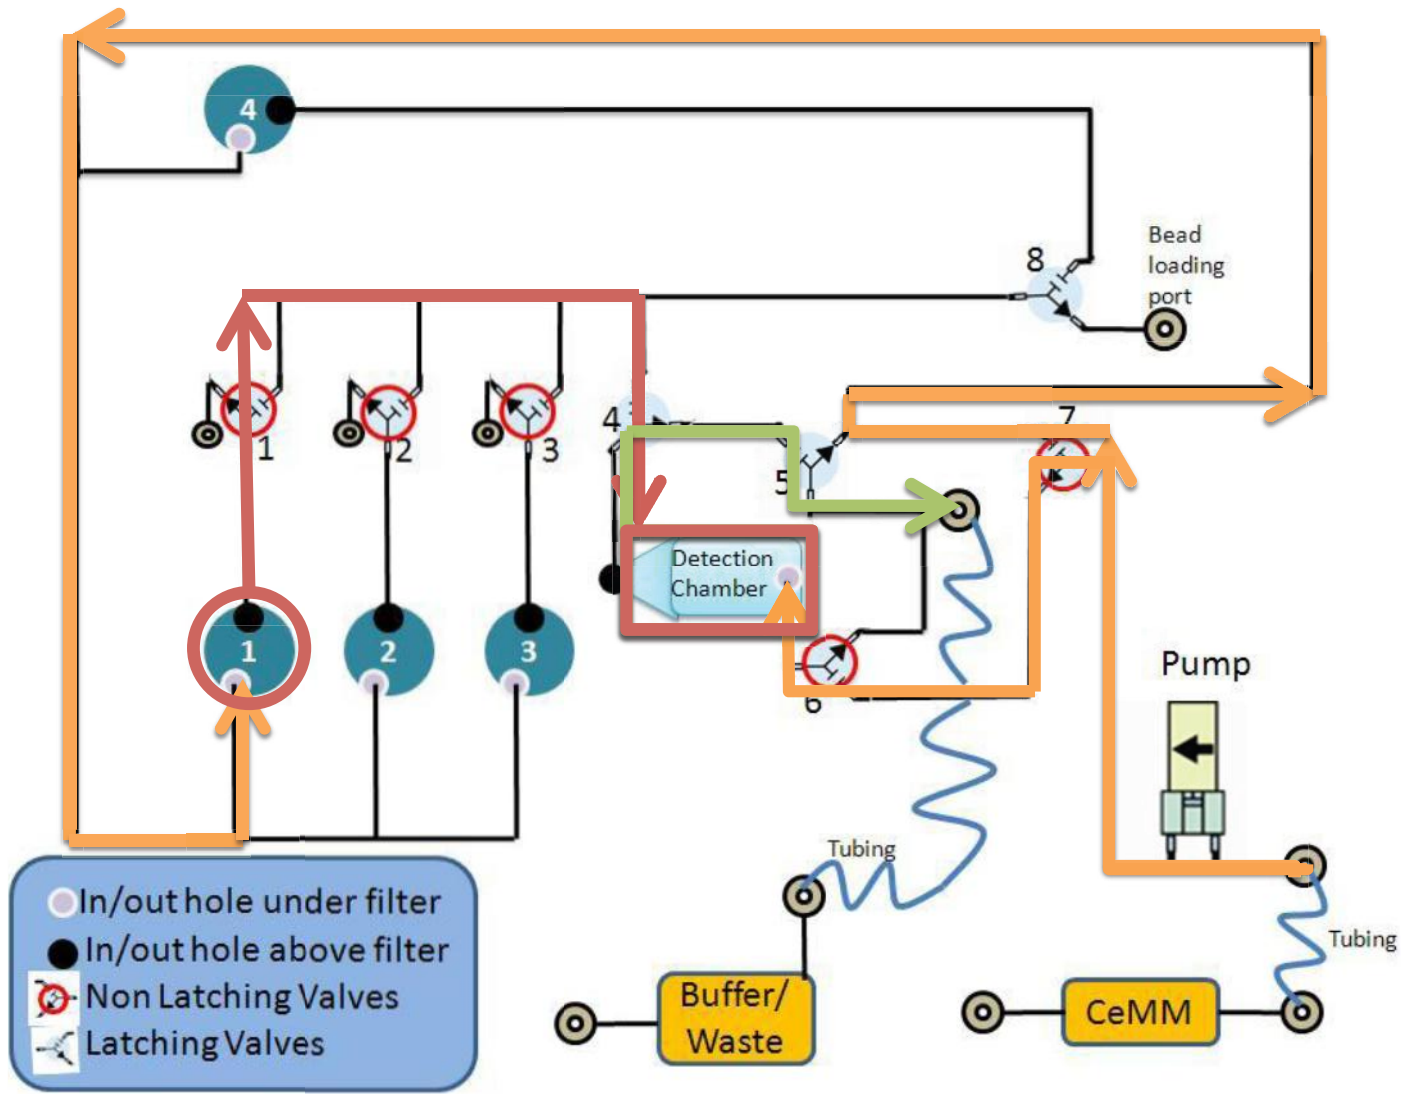 4
8
Bead
loading
port
1
2
3
4
5
7
Detection
Chamber
1
2
3
6
Pump
Tubing
Tubing
In/out hole under filter
In/out hole above filter
Non Latching Valves
Latching Valves
Buffer/
Waste
CeMM